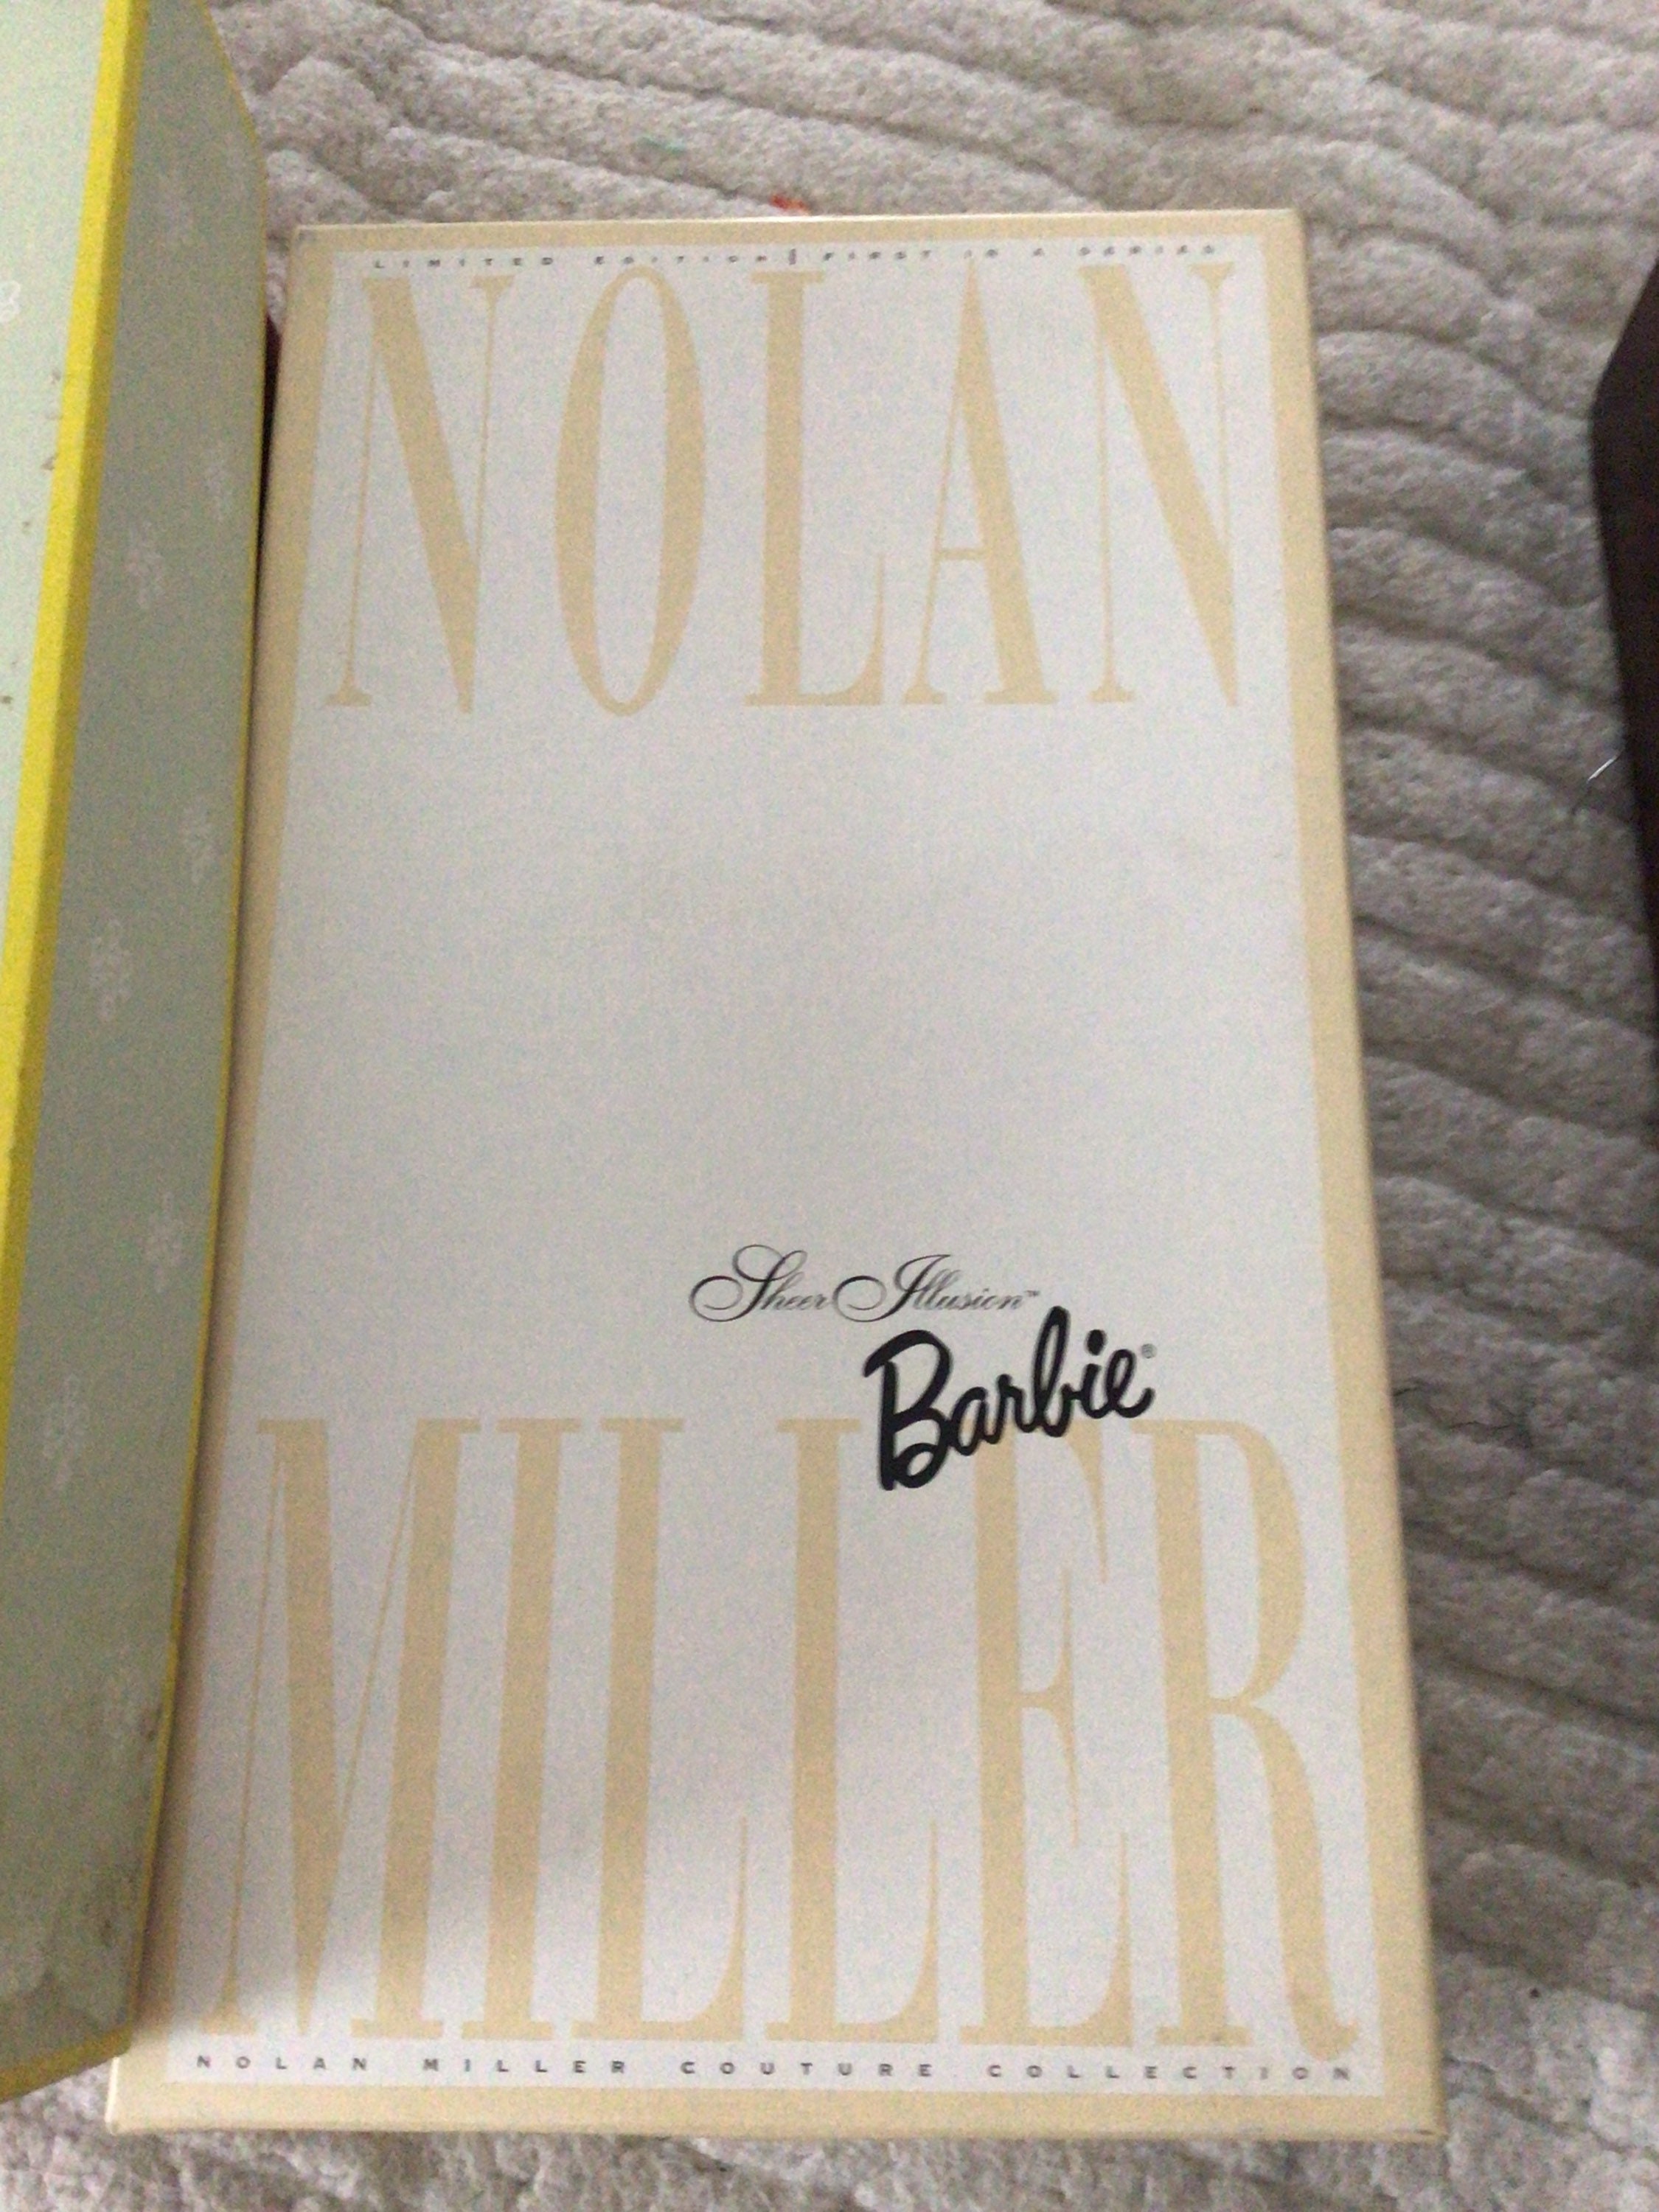 LIMITED EDITION | FIRST IN A SERIES
NOLAN
Sheer Illusion™
Barbie®
MILLER
NOLAN MILLER COUTURE COLLECTION